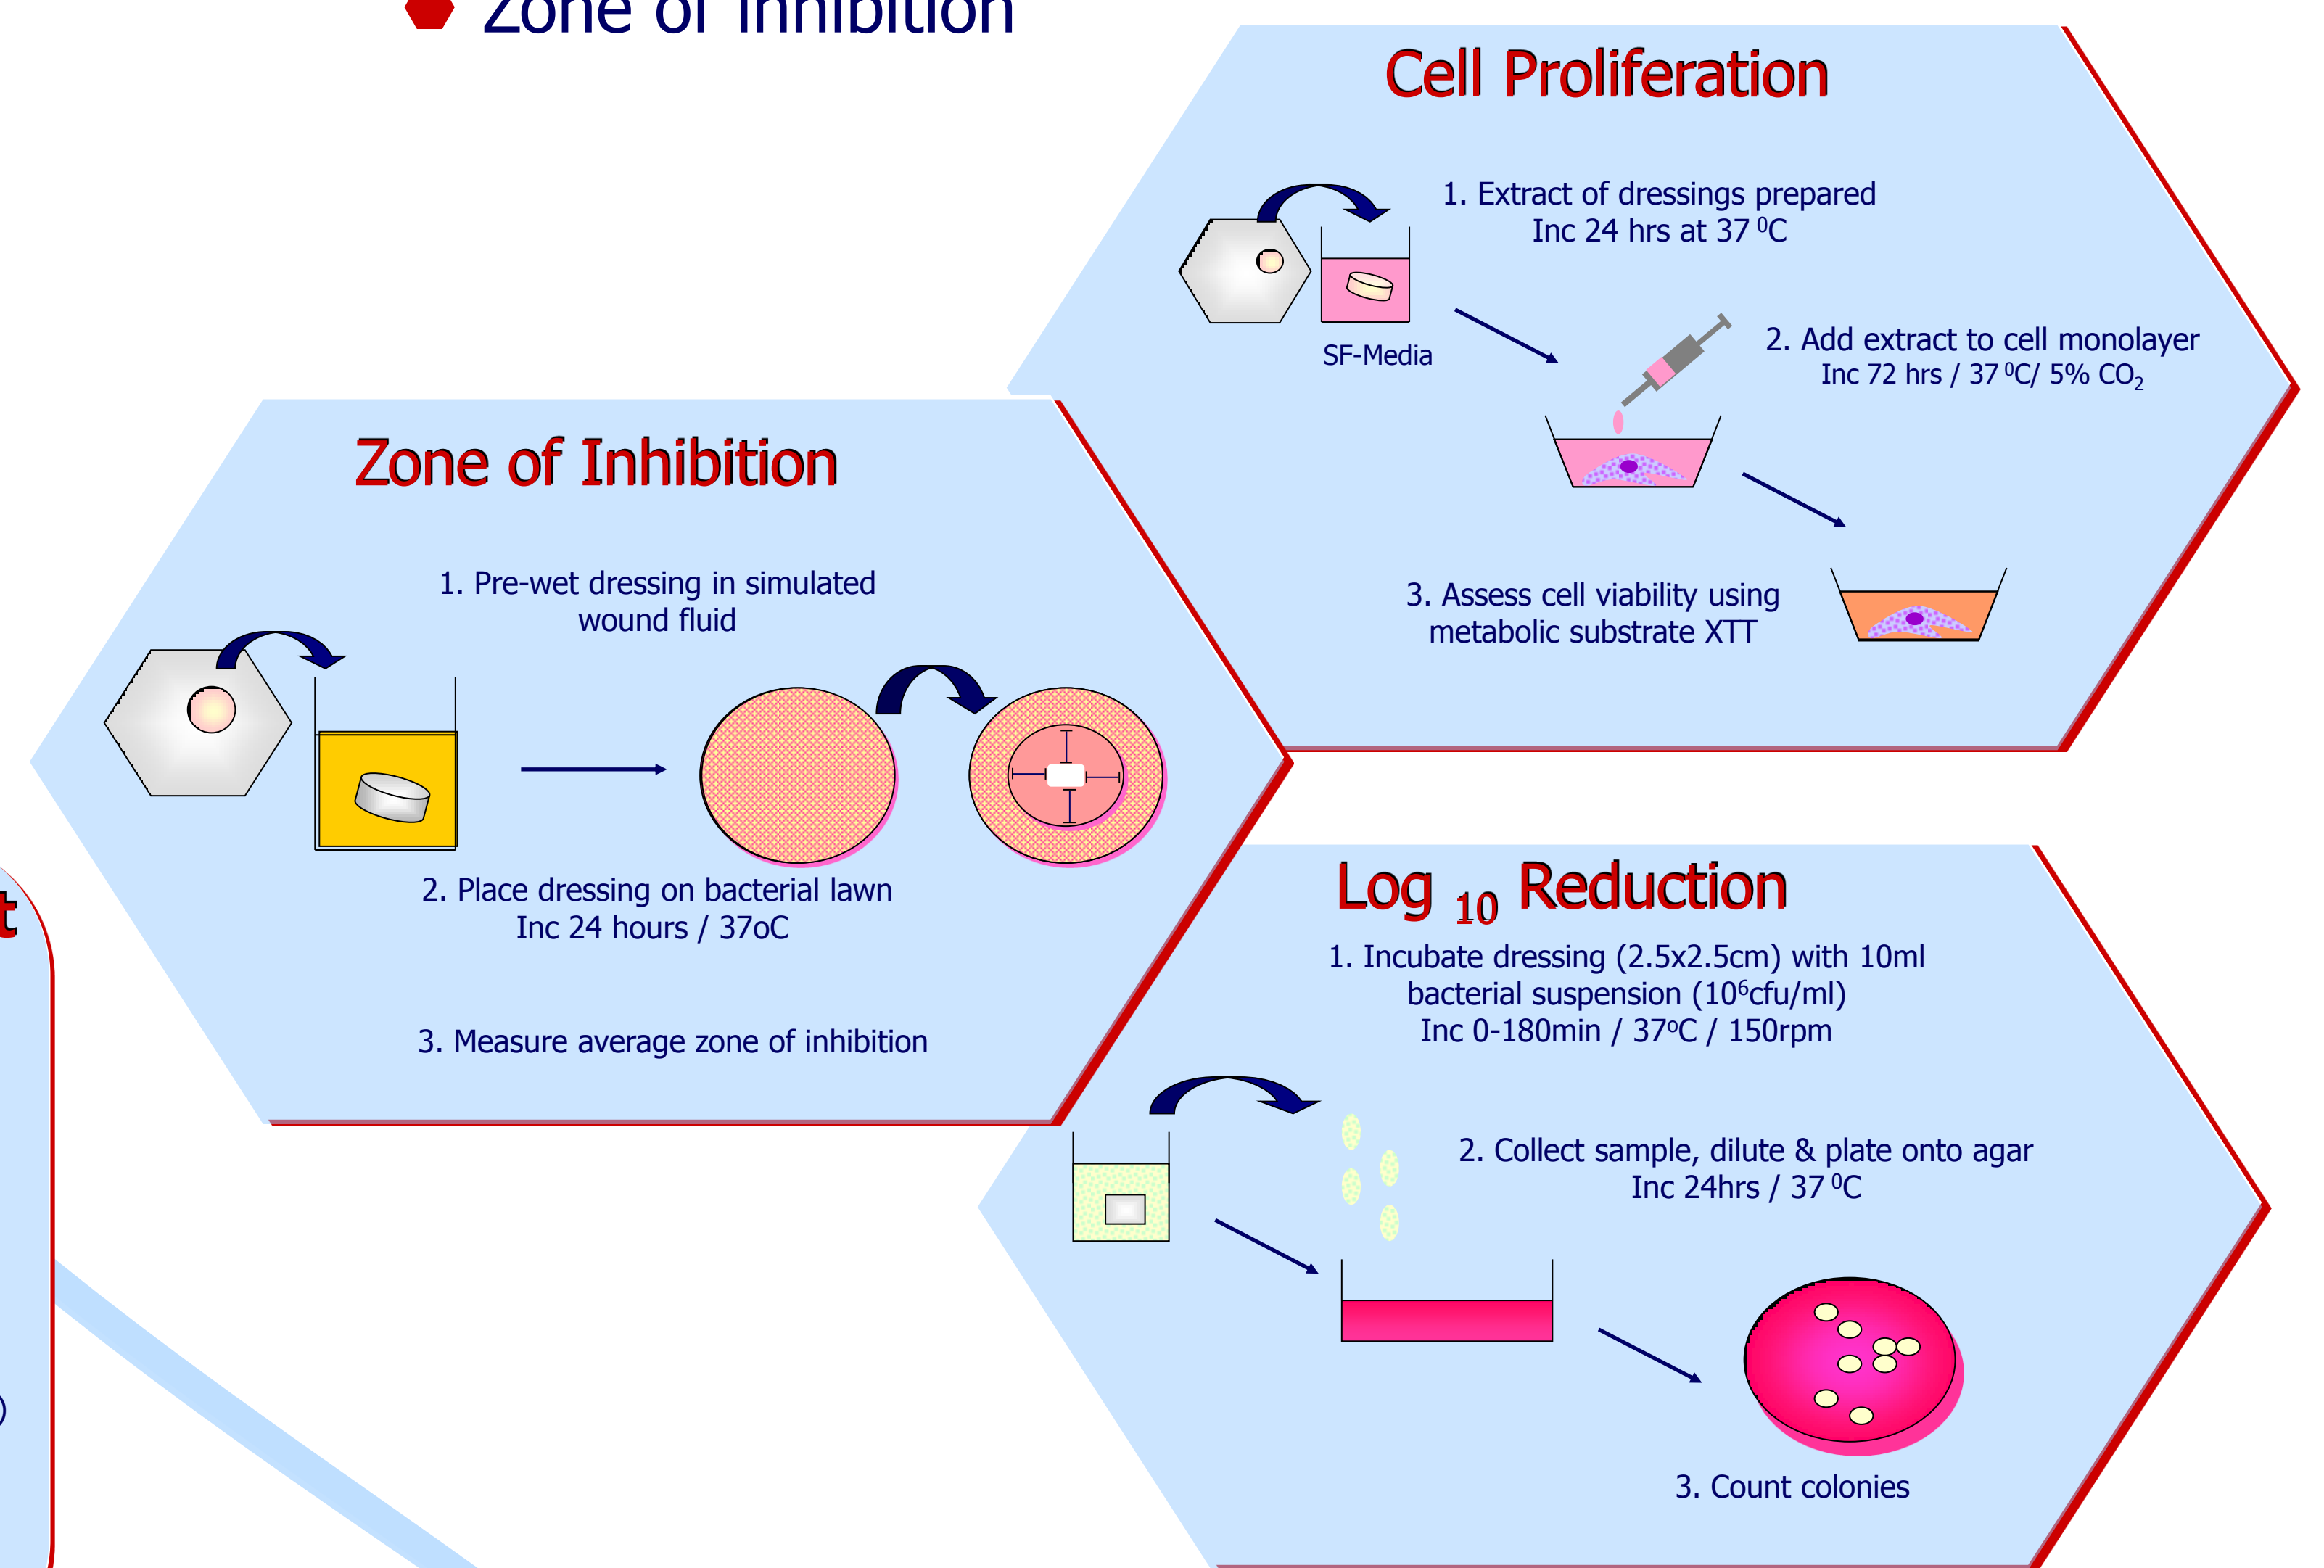 Zone of Inhibition
Cell Proliferation
1. Extract of dressings prepared
Inc 24 hrs at 37 ⁰C
SF-Media
2. Add extract to cell monolayer
Inc 72 hrs / 37 ⁰C/ 5% CO₂
3. Assess cell viability using
metabolic substrate XTT
Zone of Inhibition
1. Pre-wet dressing in simulated
wound fluid
2. Place dressing on bacterial lawn
Inc 24 hours / 37oC
3. Measure average zone of inhibition
t
)
Log ₁₀ Reduction
1. Incubate dressing (2.5x2.5cm) with 10ml
bacterial suspension (10⁶cfu/ml)
Inc 0-180min / 37ºC / 150rpm
2. Collect sample, dilute & plate onto agar
Inc 24hrs / 37 ⁰C
3. Count colonies